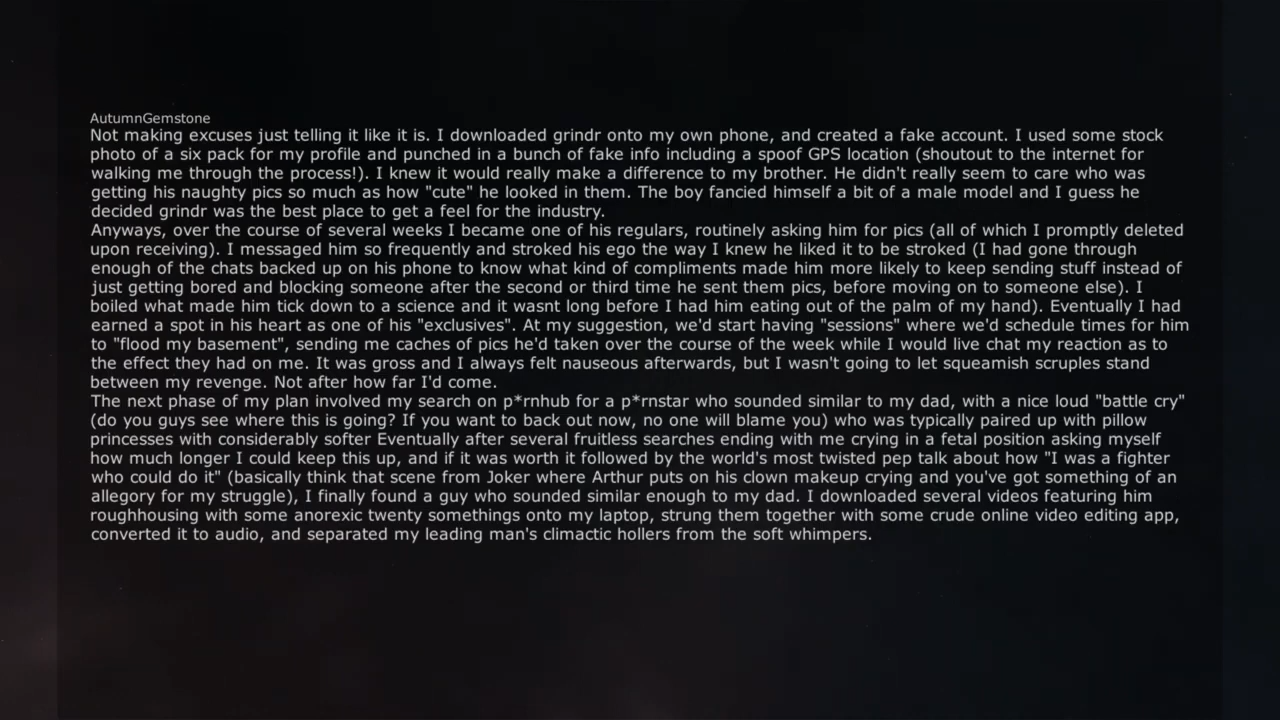 AutumnGemstone
Not making excuses just telling it like it is. I downloaded grindr onto my own phone, and created a fake account. I used some stock
photo of a six pack for my profile and punched in a bunch of fake info including a spoof GPS location (shoutout to the internet for
walking me through the process!). I knew it would really make a difference to my brother. He didn't really seem to care who was
getting his naughty pics so much as how "cute" he looked in them. The boy fancied himself a bit of a male model and I guess he
decided grindr was the best place to get a feel for the industry.
Anyways, over the course of several weeks I became one of his regulars, routinely asking him for pics (all of which I promptly deleted
upon receiving). I messaged him so frequently and stroked his ego the way I knew he liked it to be stroked (I had gone through
enough of the chats backed up on his phone to know what kind of compliments made him more likely to keep sending stuff instead of
just getting bored and blocking someone after the second or third time he sent them pics, before moving on to someone else). I
boiled what made him tick down to a science and it wasnt long before I had him eating out of the palm of my hand). Eventually I had
earned a spot in his heart as one of his "exclusives". At my suggestion, we'd start having "sessions" where we'd schedule times for him
to "flood my basement", sending me caches of pics he'd taken over the course of the week while I would live chat my reaction as to
the effect they had on me. It was gross and I always felt nauseous afterwards, but I wasn't going to let squeamish scruples stand
between my revenge. Not after how far I'd come.
The next phase of my plan involved my search on p*rnhub for a p*rnstar who sounded similar to my dad, with a nice loud "battle cry"
(do you guys see where this is going? If you want to back out now, no one will blame you) who was typically paired up with pillow
princesses with considerably softer Eventually after several fruitless searches ending with me crying in a fetal position asking myself
how much longer I could keep this up, and if it was worth it followed by the world's most twisted pep talk about how "I was a fighter
who could do it" (basically think that scene from Joker where Arthur puts on his clown makeup crying and you've got something of an
allegory for my struggle), I finally found a guy who sounded similar enough to my dad. I downloaded several videos featuring him
roughhousing with some anorexic twenty somethings onto my laptop, strung them together with some crude online video editing app,
converted it to audio, and separated my leading man's climactic hollers from the soft whimpers.